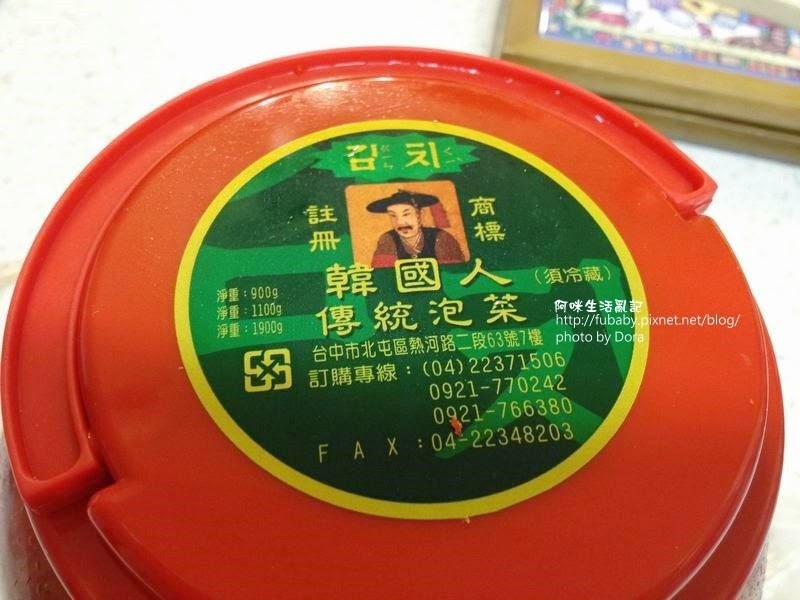 김치
ㄍㄧㄣ ㄑㄧˋ
註冊 商標
韓國人 (須冷藏)
傳統泡菜
淨重:900g
淨重:1100g
淨重:1900g
台中市北屯區熱河路二段63號7樓
訂購專線:(04)22371506
0921-770242
0921-766380
FAX:04-22348203
阿咪生活亂記
http://fubaby.pixnet.net/blog/
photo by Dora